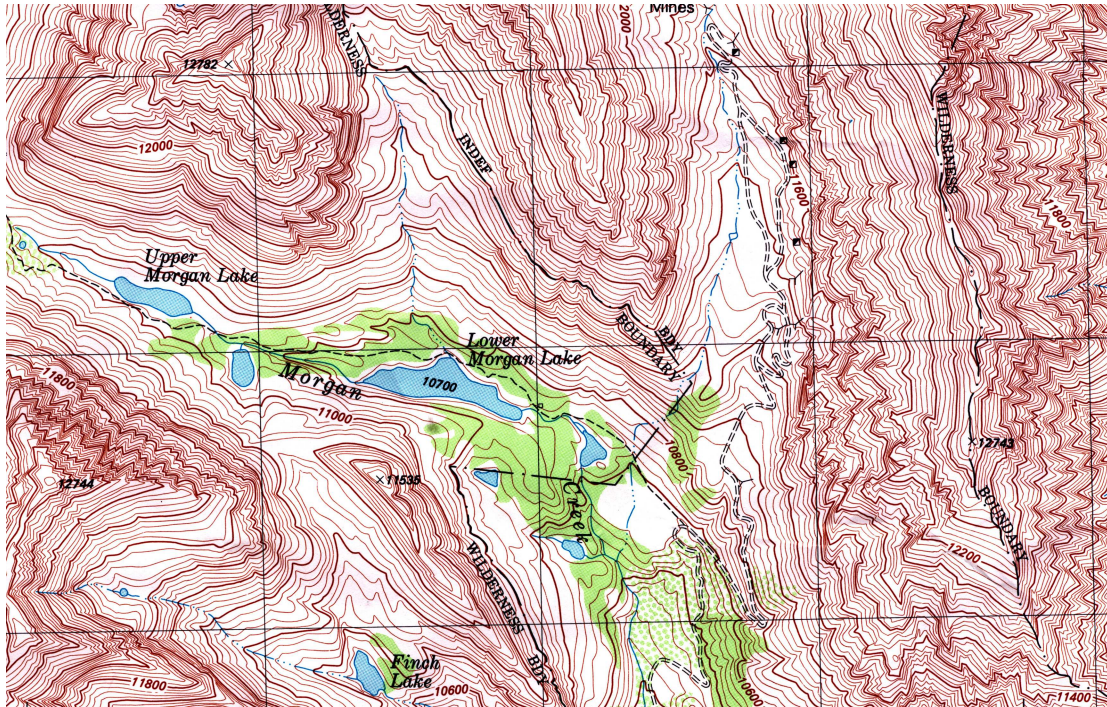 Mines
2000
WILDERNESS
12782
INDEF
WILDERNESS
12000
11600
11800
Upper
Morgan Lake
BDY
BOUNDARY
Lower
Morgan Lake
Morgan
10700
11800
11000
10800
12743
12744
11535
Creek
BOUNDARY
12200
WILDERNESS
BDY
Finch
Lake
11800
10600
10600
11400